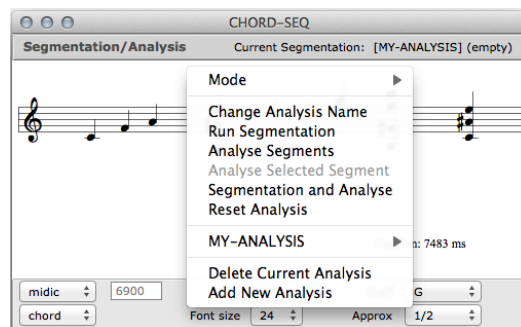 CHORD-SEQ
Segmentation/Analysis Current Segmentation: [MY-ANALYSIS] (empty)
Mode
Change Analysis Name
Run Segmentation
Analyse Segments
Analyse Selected Segment
Segmentation and Analyse
Reset Analysis
MY-ANALYSIS
: 7483 ms
Delete Current Analysis
Add New Analysis
midic 6900 G
chord Font size 24 Approx 1/2